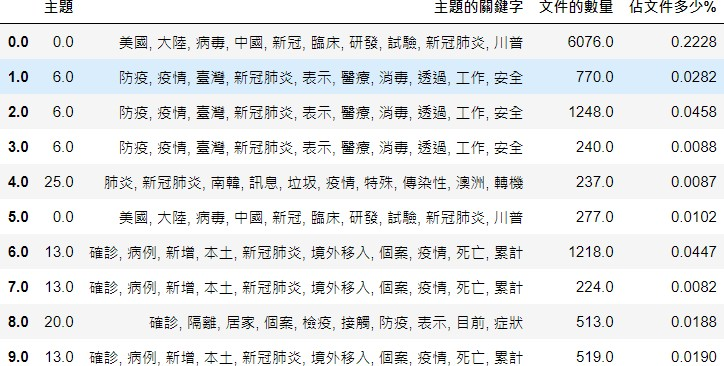 主題 主題的關鍵字 文件的數量 佔文件多少%
0.0 0.0 美國, 大陸, 病毒, 中國, 新冠, 臨床, 研發, 試驗, 新冠肺炎, 川普 6076.0 0.2228
1.0 6.0 防疫, 疫情, 臺灣, 新冠肺炎, 表示, 醫療, 消毒, 透過, 工作, 安全 770.0 0.0282
2.0 6.0 防疫, 疫情, 臺灣, 新冠肺炎, 表示, 醫療, 消毒, 透過, 工作, 安全 1248.0 0.0458
3.0 6.0 防疫, 疫情, 臺灣, 新冠肺炎, 表示, 醫療, 消毒, 透過, 工作, 安全 240.0 0.0088
4.0 25.0 肺炎, 新冠肺炎, 南韓, 訊息, 垃圾, 疫情, 特殊, 傳染性, 澳洲, 轉機 237.0 0.0087
5.0 0.0 美國, 大陸, 病毒, 中國, 新冠, 臨床, 研發, 試驗, 新冠肺炎, 川普 277.0 0.0102
6.0 13.0 確診, 病例, 新增, 本土, 新冠肺炎, 境外移入, 個案, 疫情, 死亡, 累計 1218.0 0.0447
7.0 13.0 確診, 病例, 新增, 本土, 新冠肺炎, 境外移入, 個案, 疫情, 死亡, 累計 224.0 0.0082
8.0 20.0 確診, 隔離, 居家, 個案, 檢疫, 接觸, 防疫, 表示, 目前, 症狀 513.0 0.0188
9.0 13.0 確診, 病例, 新增, 本土, 新冠肺炎, 境外移入, 個案, 疫情, 死亡, 累計 519.0 0.0190